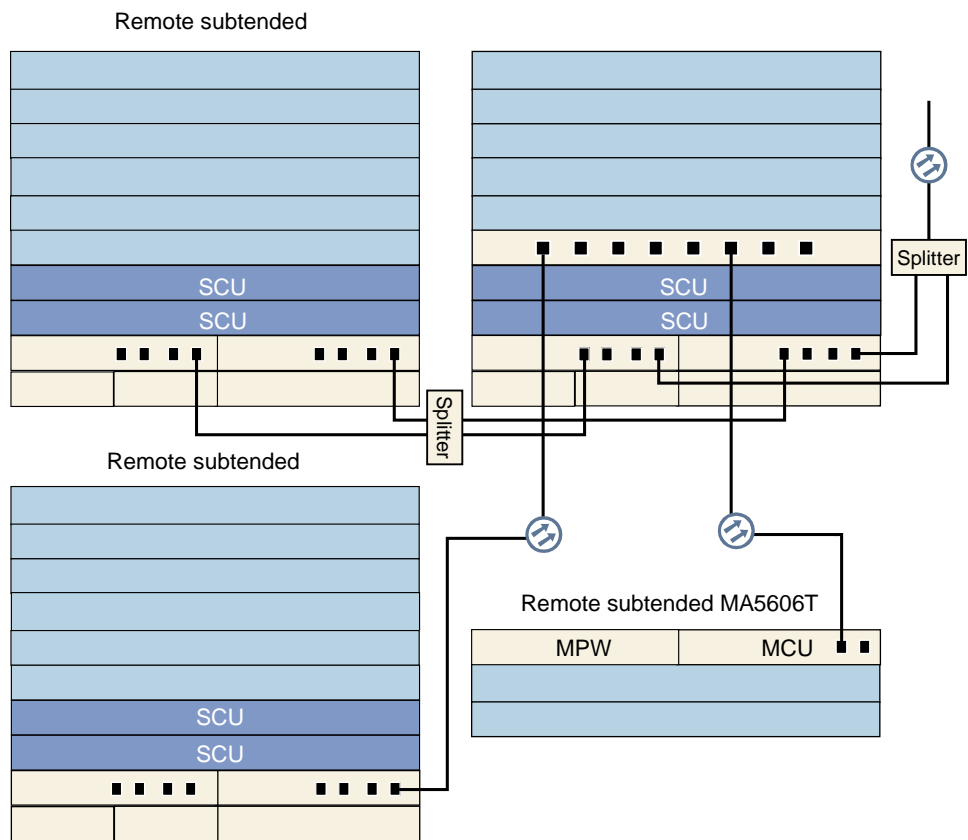 Remote subtended
SCU
SCU
SCU
SCU
Splitter
Splitter
Remote subtended
SCU
SCU
Remote subtended MA5606T
MPW
MCU